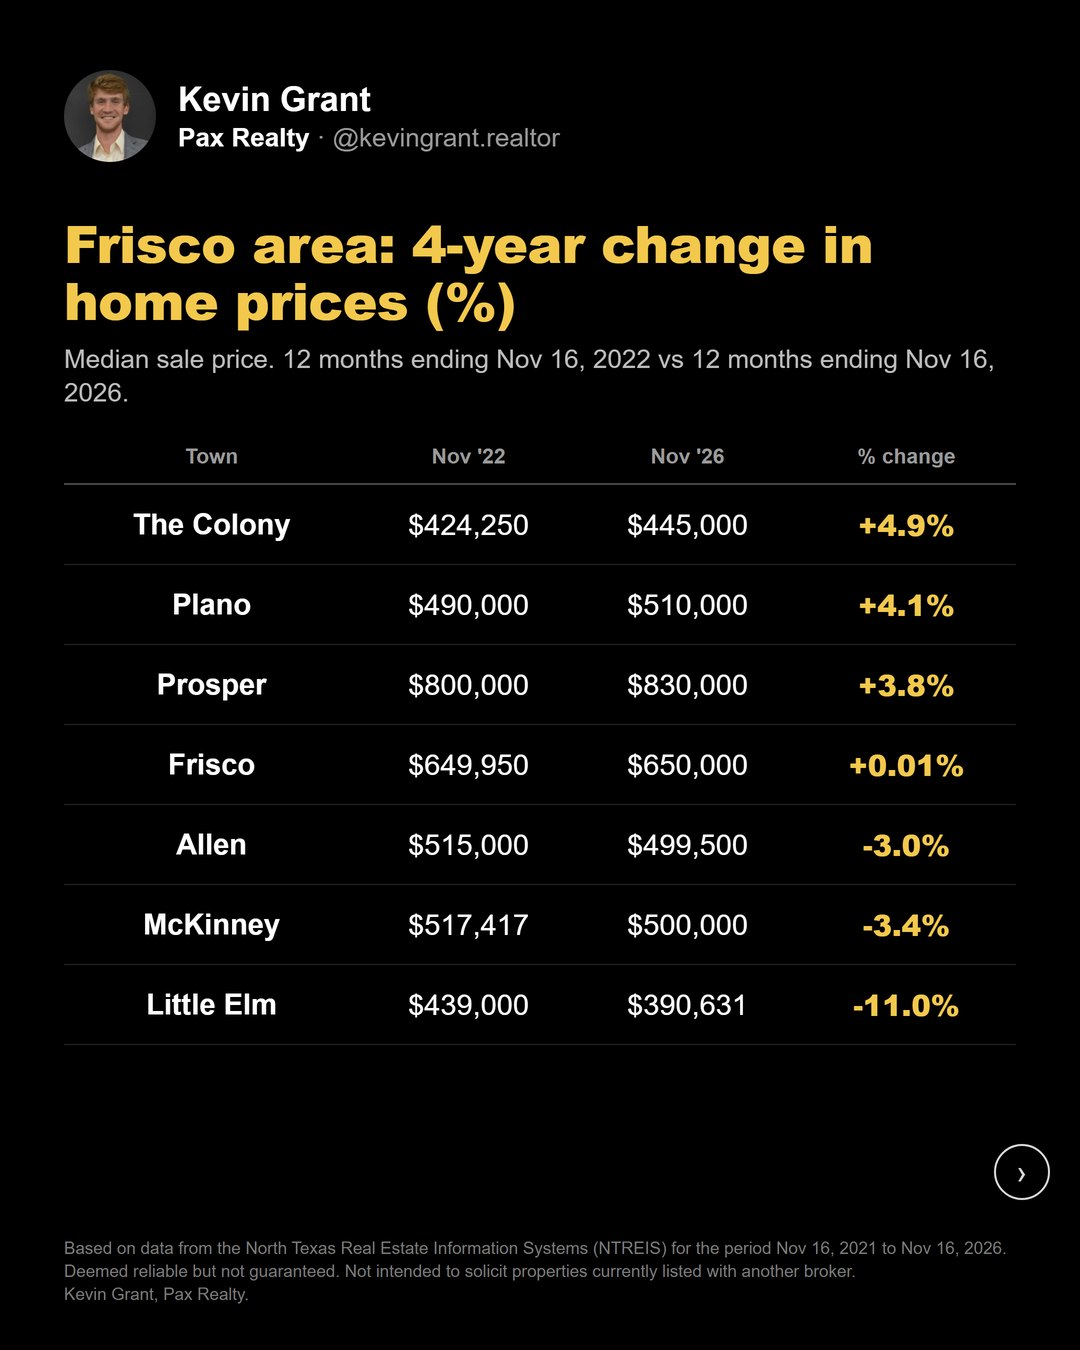 Kevin Grant
Pax Realty · @kevingrant.realtor
Frisco area: 4-year change in
home prices (%)
Median sale price. 12 months ending Nov 16, 2022 vs 12 months ending Nov 16,
2026.
Town Nov '22 Nov '26 % change
The Colony $424,250 $445,000 +4.9%
Plano $490,000 $510,000 +4.1%
Prosper $800,000 $830,000 +3.8%
Frisco $649,950 $650,000 +0.01%
Allen $515,000 $499,500 -3.0%
McKinney $517,417 $500,000 -3.4%
Little Elm $439,000 $390,631 -11.0%
›
Based on data from the North Texas Real Estate Information Systems (NTREIS) for the period Nov 16, 2021 to Nov 16, 2026.
Deemed reliable but not guaranteed. Not intended to solicit properties currently listed with another broker.
Kevin Grant, Pax Realty.